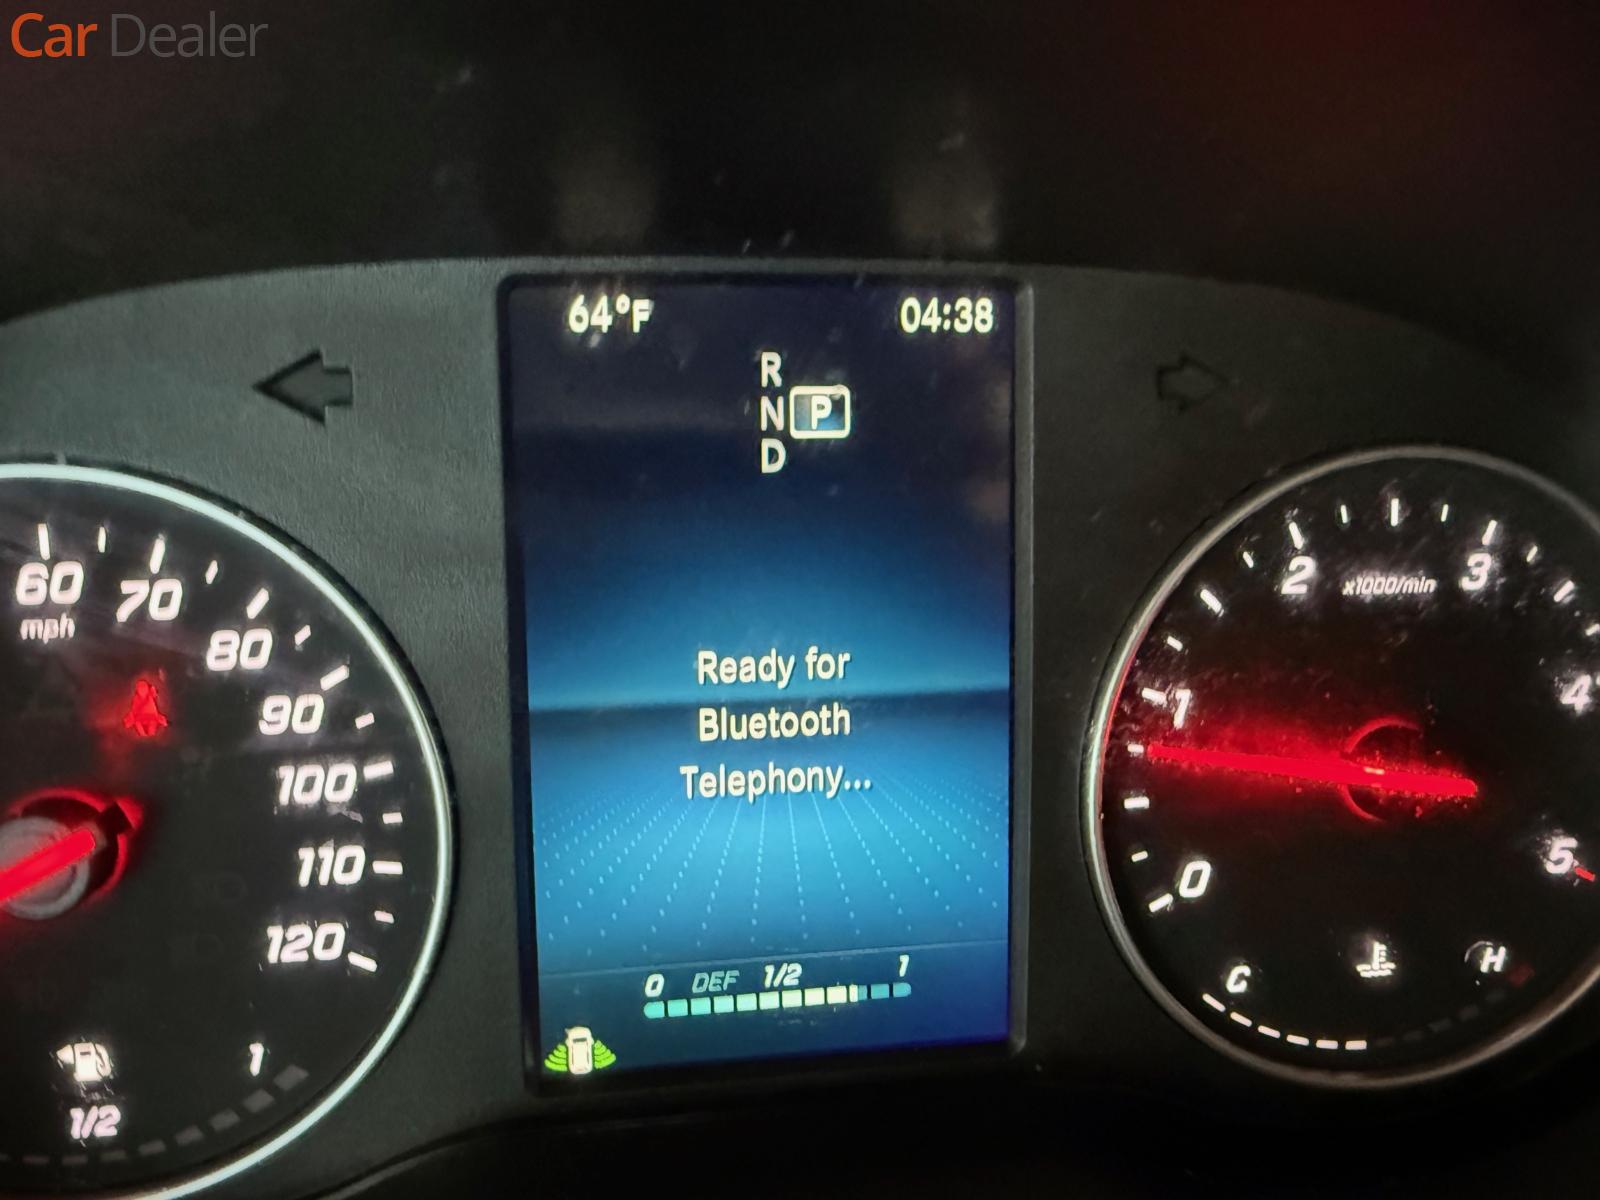 Car Dealer
64°F
04:38
R
N P
D
60
mph
70
80
90
100
110
120
1/2
1
Ready for
Bluetooth
Telephony...
0 DEF 1/2 1
0
1
2
x1000/min
3
4
5
C
H